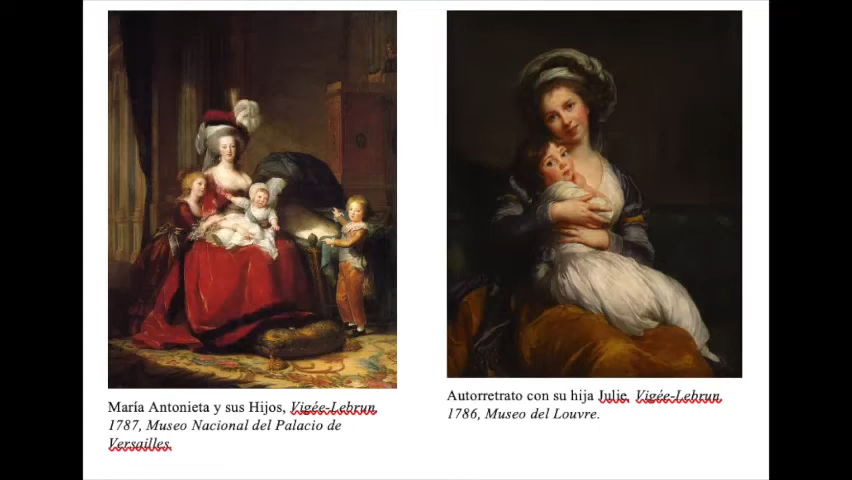 María Antonieta y sus Hijos, Vigée-Lebrun,
1787, Museo Nacional del Palacio de
Versailles.
Autorretrato con su hija Julie, Vigée-Lebrun,
1786, Museo del Louvre.